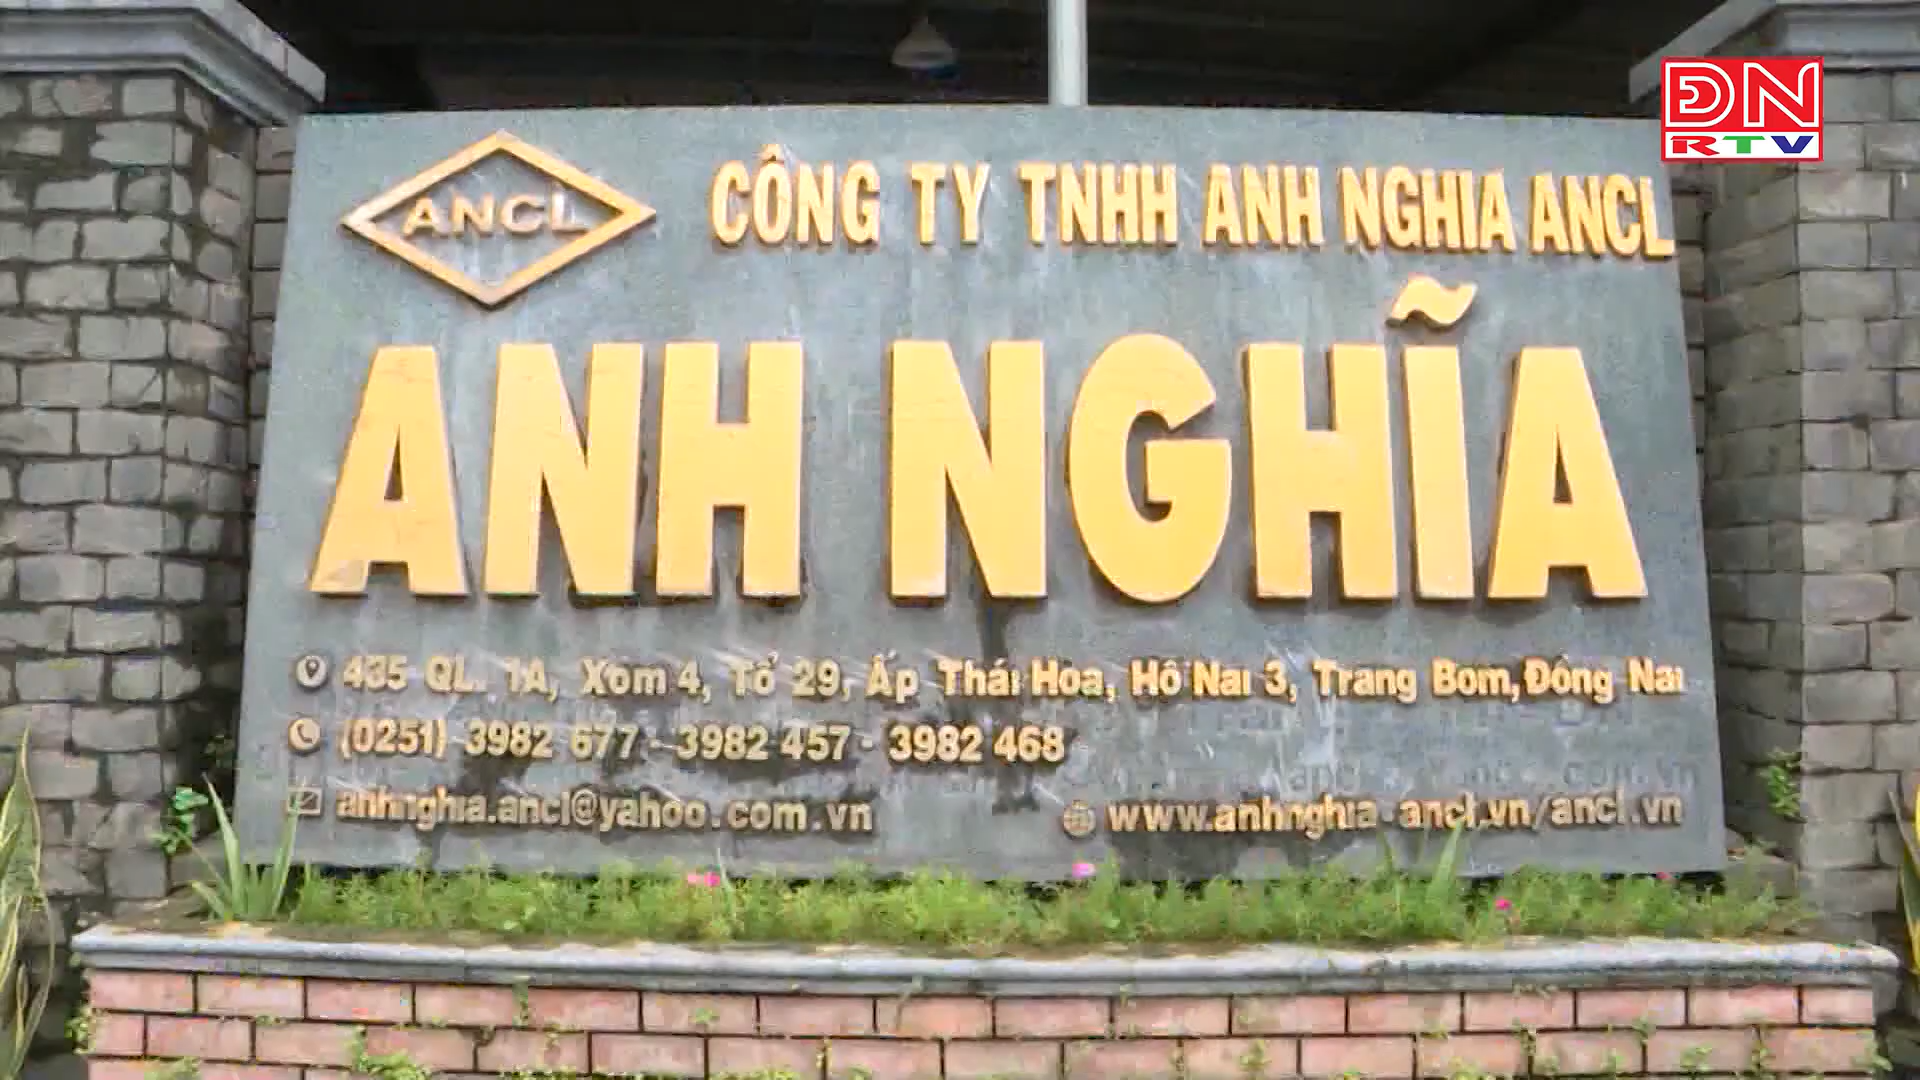 ĐN
RTV
ANCL
CÔNG TY TNHH ANH NGHIA ANCL
ANH NGHĨA
435 QL. 1A, Xom 4, Tổ 29, Ấp Thái Hoa, Hô Nai 3, Trang Bom, Đông Nai
(0251) 3982 677 - 3982 457 - 3982 468
anhnghia.ancl@yahoo.com.vn
www.anhnghia-ancl.vn/ancl.vn